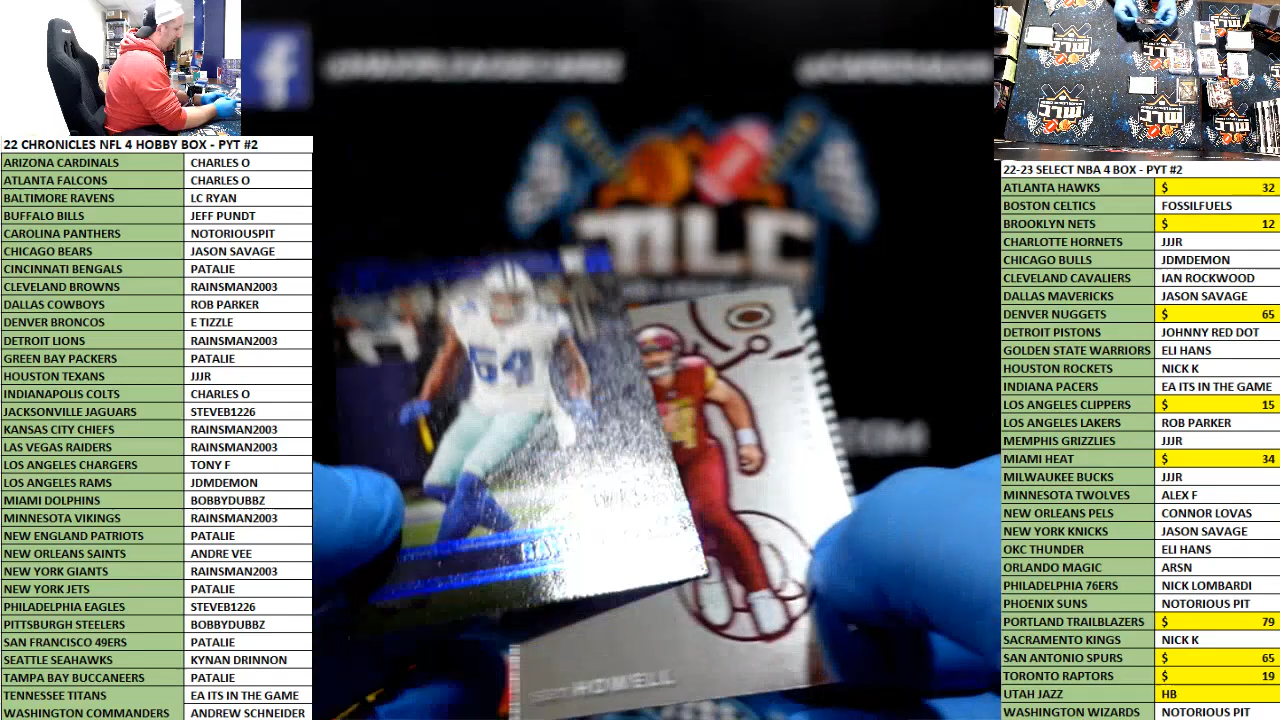 22 CHRONICLES NFL 4 HOBBY BOX - PYT #2
ARIZONA CARDINALS CHARLES O
ATLANTA FALCONS CHARLES O
BALTIMORE RAVENS LC RYAN
BUFFALO BILLS JEFF PUNDT
CAROLINA PANTHERS NOTORIOUSPIT
CHICAGO BEARS JASON SAVAGE
CINCINNATI BENGALS PATALIE
CLEVELAND BROWNS RAINSMAN2003
DALLAS COWBOYS ROB PARKER
DENVER BRONCOS E TIZZLE
DETROIT LIONS RAINSMAN2003
GREEN BAY PACKERS PATALIE
HOUSTON TEXANS JJJR
INDIANAPOLIS COLTS CHARLES O
JACKSONVILLE JAGUARS STEVEB1226
KANSAS CITY CHIEFS RAINSMAN2003
LAS VEGAS RAIDERS RAINSMAN2003
LOS ANGELES CHARGERS TONY F
LOS ANGELES RAMS JDMDEMON
MIAMI DOLPHINS BOBBYDUBBZ
MINNESOTA VIKINGS RAINSMAN2003
NEW ENGLAND PATRIOTS PATALIE
NEW ORLEANS SAINTS ANDRE VEE
NEW YORK GIANTS RAINSMAN2003
NEW YORK JETS PATALIE
PHILADELPHIA EAGLES STEVEB1226
PITTSBURGH STEELERS BOBBYDUBBZ
SAN FRANCISCO 49ERS PATALIE
SEATTLE SEAHAWKS KYNAN DRINNON
TAMPA BAY BUCCANEERS PATALIE
TENNESSEE TITANS EA ITS IN THE GAME
WASHINGTON COMMANDERS ANDREW SCHNEIDER
f
TLC
54
14
HOWELL
22-23 SELECT NBA 4 BOX - PYT #2
ATLANTA HAWKS $ 32
BOSTON CELTICS FOSSILFUELS
BROOKLYN NETS $ 12
CHARLOTTE HORNETS JJJR
CHICAGO BULLS JDMDEMON
CLEVELAND CAVALIERS IAN ROCKWOOD
DALLAS MAVERICKS JASON SAVAGE
DENVER NUGGETS $ 65
DETROIT PISTONS JOHNNY RED DOT
GOLDEN STATE WARRIORS ELI HANS
HOUSTON ROCKETS NICK K
INDIANA PACERS EA ITS IN THE GAME
LOS ANGELES CLIPPERS $ 15
LOS ANGELES LAKERS ROB PARKER
MEMPHIS GRIZZLIES JJJR
MIAMI HEAT $ 34
MILWAUKEE BUCKS JJJR
MINNESOTA TWOLVES ALEX F
NEW ORLEANS PELS CONNOR LOVAS
NEW YORK KNICKS JASON SAVAGE
OKC THUNDER ELI HANS
ORLANDO MAGIC ARSN
PHILADELPHIA 76ERS NICK LOMBARDI
PHOENIX SUNS NOTORIOUS PIT
PORTLAND TRAILBLAZERS $ 79
SACRAMENTO KINGS NICK K
SAN ANTONIO SPURS $ 65
TORONTO RAPTORS $ 19
UTAH JAZZ HB
WASHINGTON WIZARDS NOTORIOUS PIT